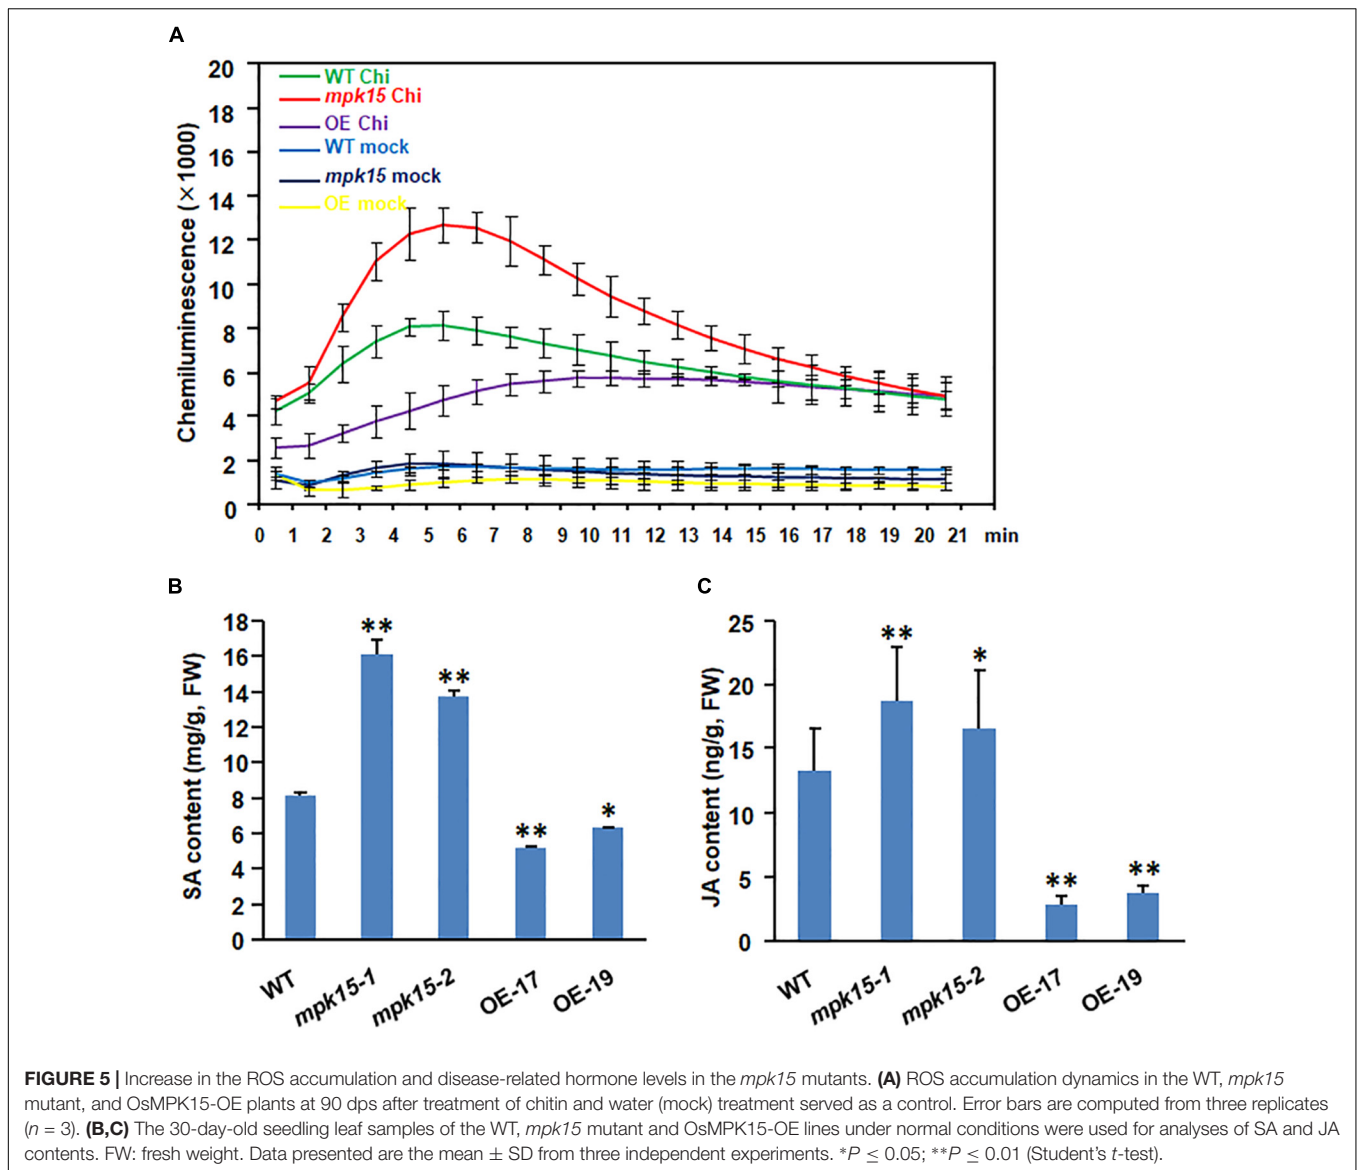 A
20
18
16
14
12
10
8
6
4
2
0
Chemiluminescence (×1000)
WT Chi
mpk15 Chi
OE Chi
WT mock
mpk15 mock
OE mock
0 1 2 3 4 5 6 7 8 9 10 11 12 13 14 15 16 17 18 19 20 21 min
B
18
16
14
12
10
8
6
4
2
0
SA content (mg/g, FW)
** ** ** *
WT mpk15-1 mpk15-2 OE-17 OE-19
C
25
20
15
10
5
0
JA content (ng/g, FW)
** * ** **
WT mpk15-1 mpk15-2 OE-17 OE-19
FIGURE 5 | Increase in the ROS accumulation and disease-related hormone levels in the mpk15 mutants. (A) ROS accumulation dynamics in the WT, mpk15
mutant, and OsMPK15-OE plants at 90 dps after treatment of chitin and water (mock) treatment served as a control. Error bars are computed from three replicates
(n = 3). (B,C) The 30-day-old seedling leaf samples of the WT, mpk15 mutant and OsMPK15-OE lines under normal conditions were used for analyses of SA and JA
contents. FW: fresh weight. Data presented are the mean ± SD from three independent experiments. *P ≤ 0.05; **P ≤ 0.01 (Student's t-test).